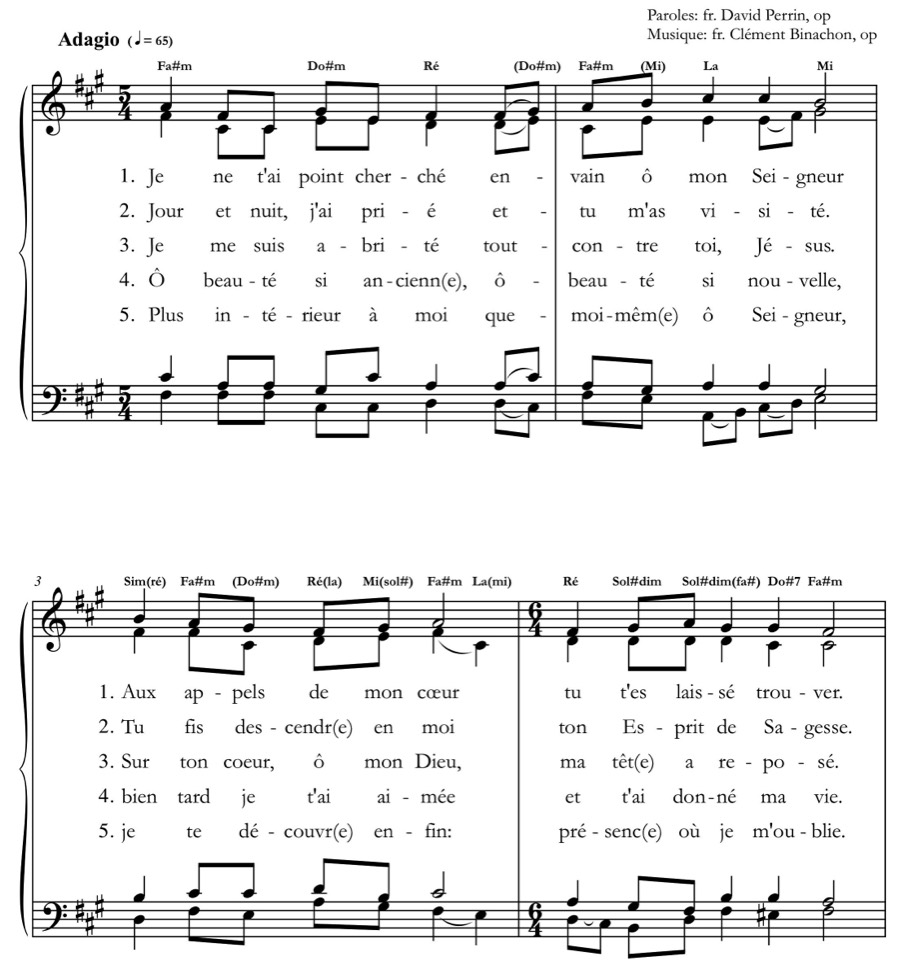 Paroles: fr. David Perrin, op
Musique: fr. Clément Binachon, op
Adagio (♩= 65)
Fa#m Do#m Ré (Do#m) Fa#m (Mi) La Mi
5 4
1. Je ne t'ai point cher - ché en - vain ô mon Sei - gneur
2. Jour et nuit, j'ai pri - é et - tu m'as vi - si - té.
3. Je me suis a - bri - té tout - con - tre toi, Jé - sus.
4. Ô beau - té si an - cienn(e), ô - beau - té si nou - velle,
5. Plus in - té - rieur à moi que - moi - mêm(e) ô Sei - gneur,
5 4
3 Sim(ré) Fa#m (Do#m) Ré(la) Mi(sol#) Fa#m La(mi) Ré Sol#dim Sol#dim(fa#) Do#7 Fa#m
6 4
1. Aux ap - pels de mon cœur tu t'es lais - sé trou - ver.
2. Tu fis des - cendr(e) en moi ton Es - prit de Sa - gesse.
3. Sur ton coeur, ô mon Dieu, ma têt(e) a re - po - sé.
4. bien tard je t'ai ai - mée et t'ai don - né ma vie.
5. je te dé - couvr(e) en - fin: pré - senc(e) où je m'ou - blie.
6 4